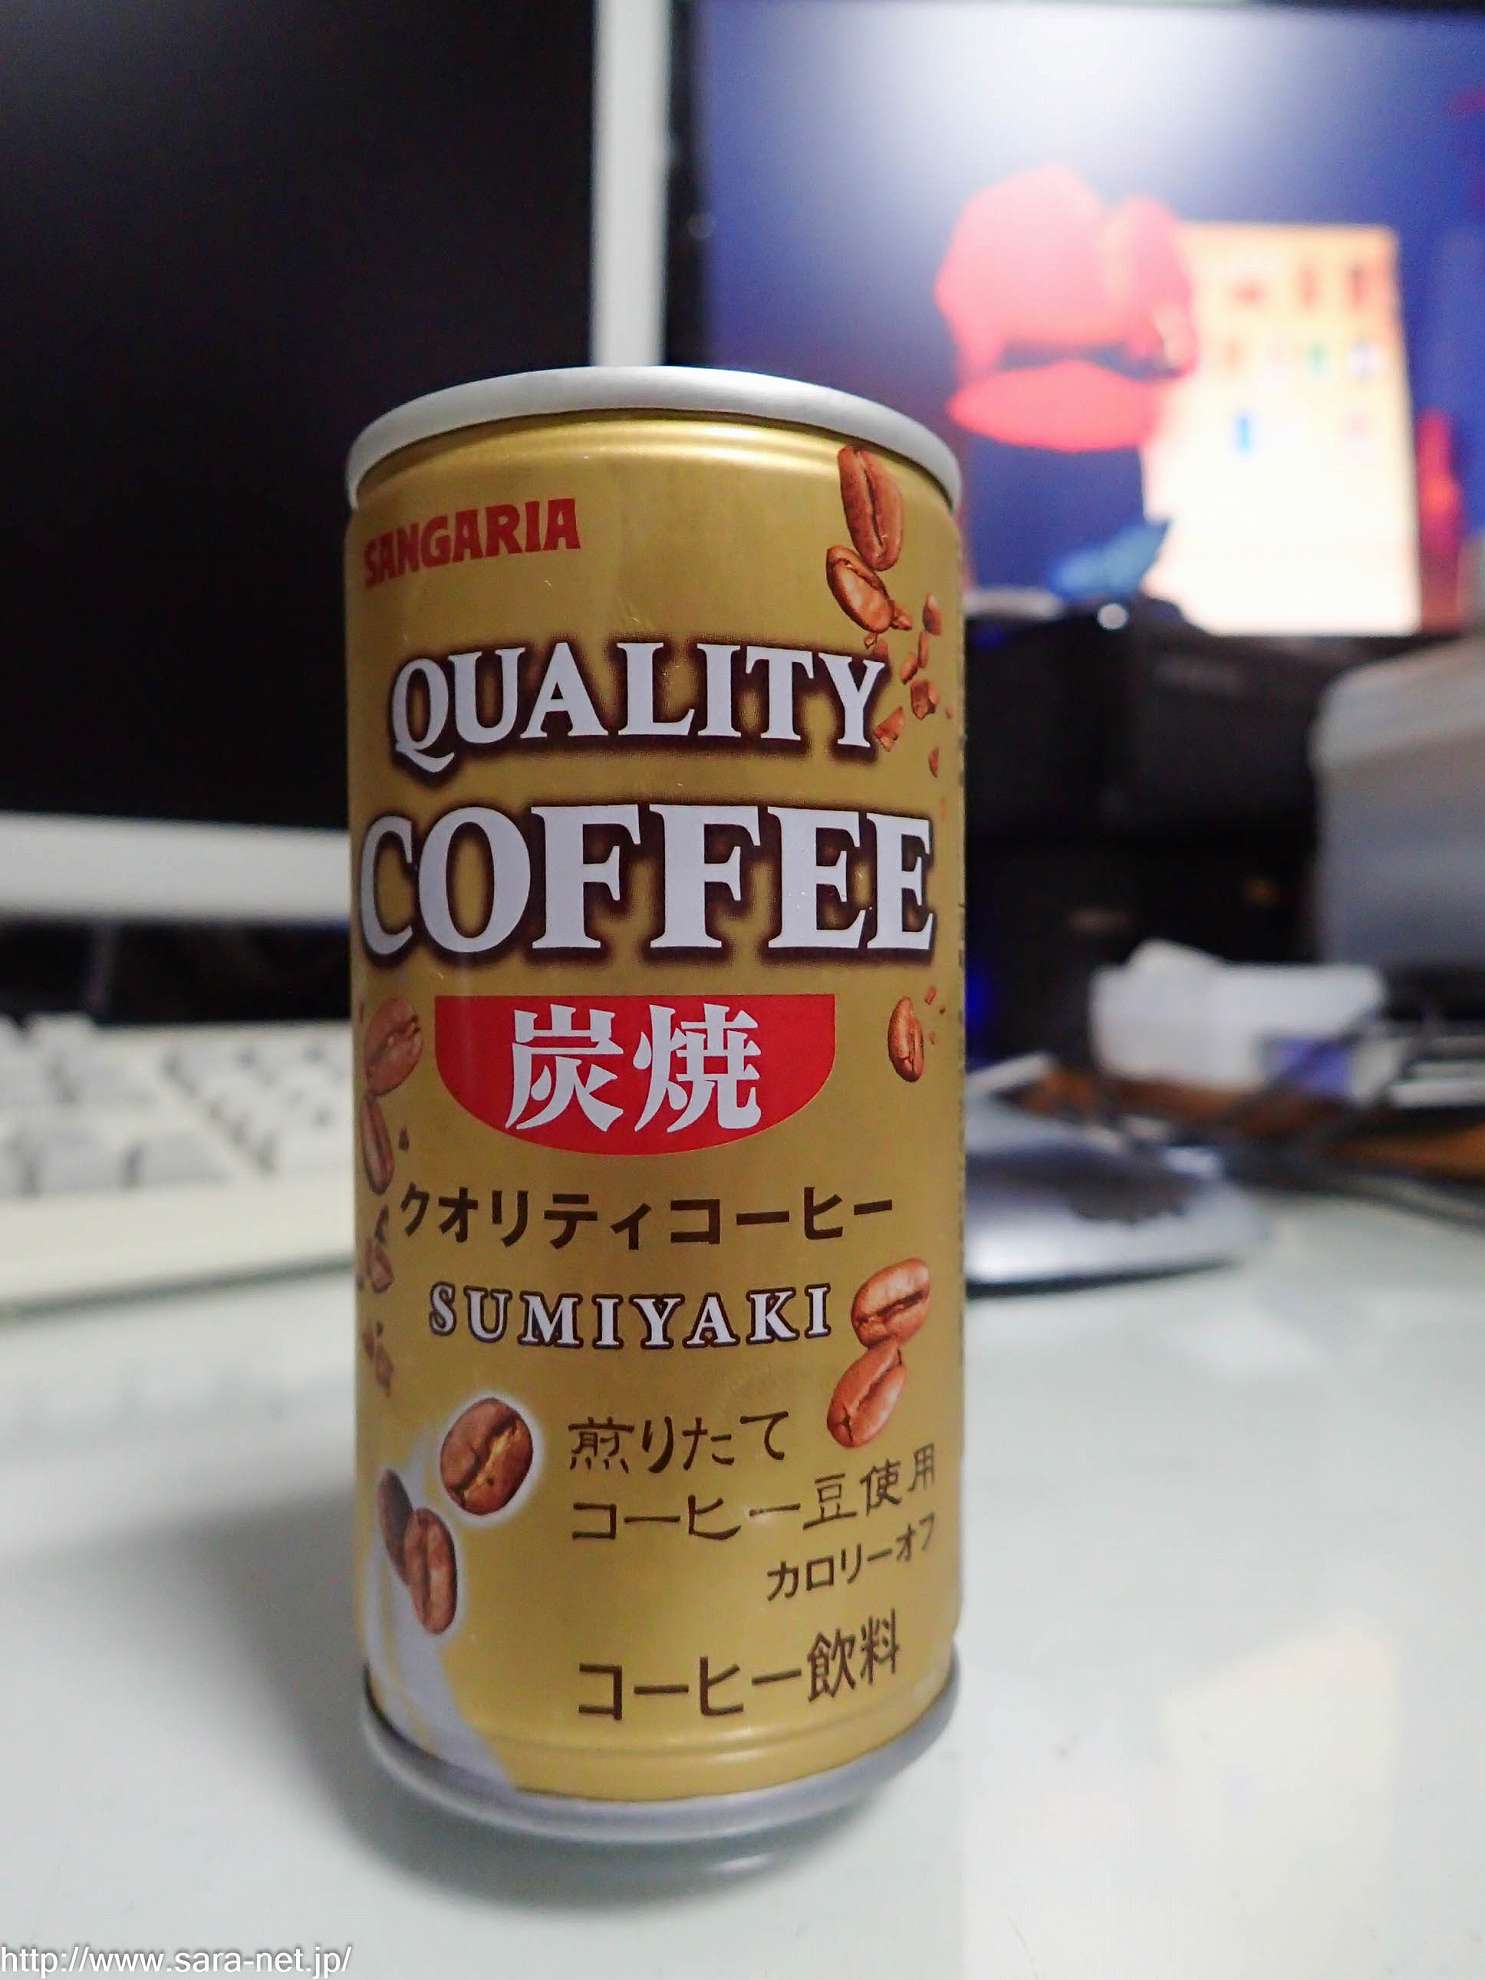 SANGARIA
QUALITY
COFFEE
炭焼
クオリティコーヒー
SUMIYAKI
煎りたて
コーヒー豆使用
カロリーオフ
コーヒー飲料
http://www.sara-net.jp/